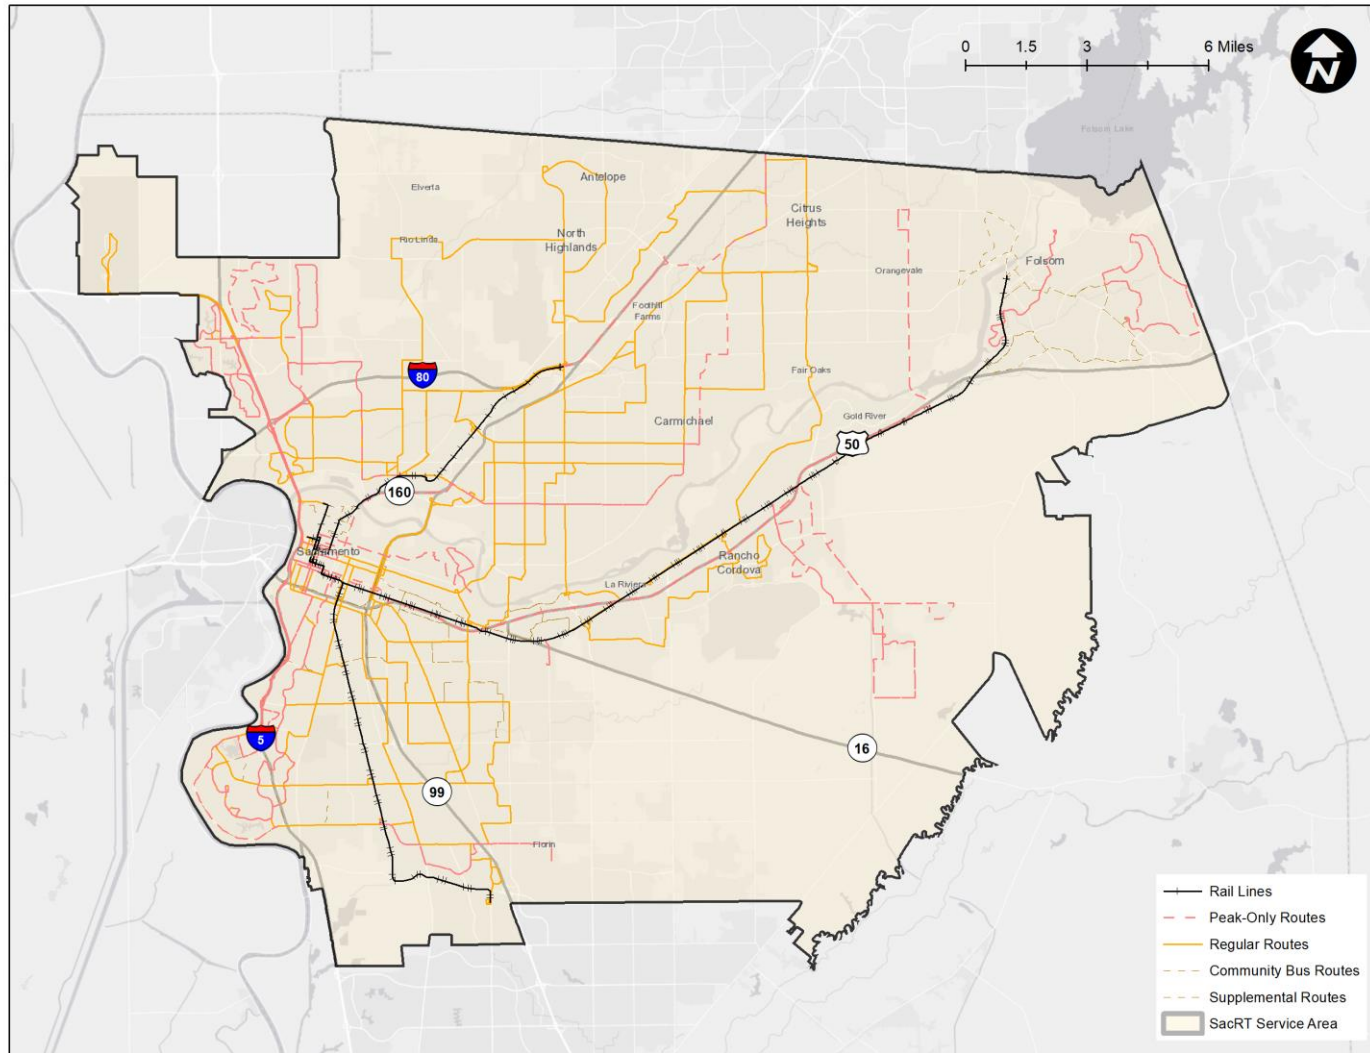 0 1.5 3 6 Miles
N
Folsom Lake
Elverta
Antelope
Rio Linda
North
Highlands
Citrus
Heights
Orangevale
Folsom
Foothill
Farms
80
Fair Oaks
Carmichael
Gold River
50
160
Sacramento
Rancho
Cordova
La Riviera
5
16
99
Florin
Rail Lines
Peak-Only Routes
Regular Routes
Community Bus Routes
Supplemental Routes
SacRT Service Area